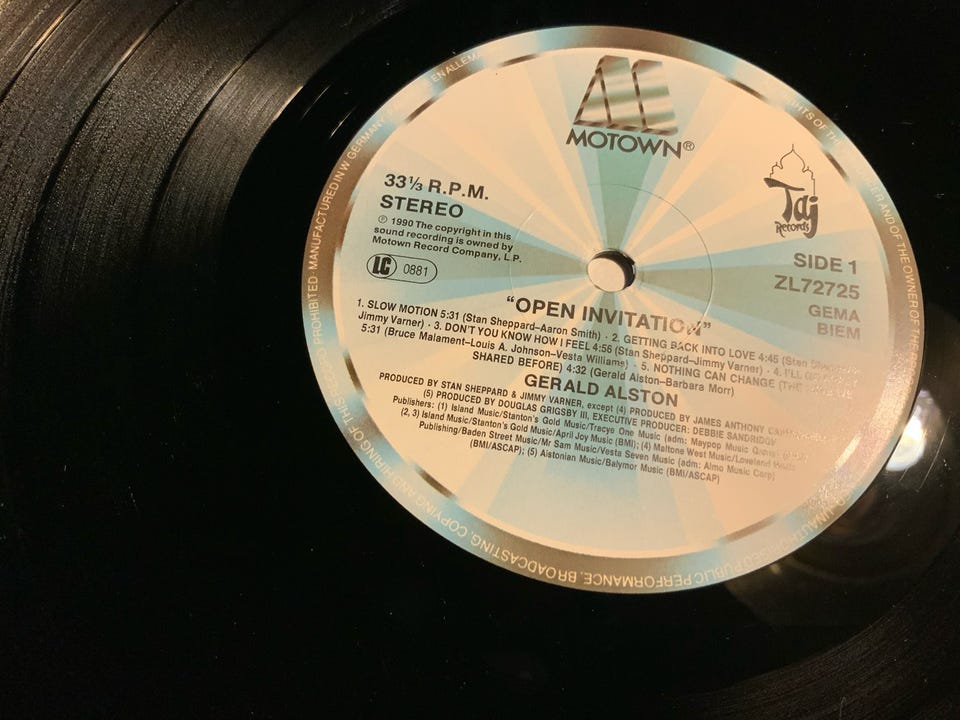 MOTOWN®
Taj
Records
33⅓ R.P.M.
STEREO
℗ 1990 The copyright in this
sound recording is owned by
Motown Record Company, L.P.
LC 0881
SIDE 1
ZL72725
GEMA
BIEM
"OPEN INVITATION"
1. SLOW MOTION 5:31 (Stan Sheppard–Aaron Smith) · 2. GETTING BACK INTO LOVE 4:45 (Stan
Jimmy Varner) · 3. DON'T YOU KNOW HOW I FEEL 4:56 (Stan Sheppard–Jimmy Varner) · 4. I'LL
5:31 (Bruce Malament–Louis A. Johnson–Vesta Williams) · 5. NOTHING CAN CHANGE (THE
SHARED BEFORE) 4:32 (Gerald Alston–Barbara Morr)
GERALD ALSTON
PRODUCED BY STAN SHEPPARD & JIMMY VARNER, except (4) PRODUCED BY JAMES ANTHONY
(5) PRODUCED BY DOUGLAS GRIGSBY III, EXECUTIVE PRODUCER: DEBBIE SANDRIDGE
Publishers: (1) Island Music/Stanton's Gold Music/Tracye One Music (adm: Maypop Music
(2, 3) Island Music/Stanton's Gold Music/April Joy Music (BMI); (4) Maltone West Music/Loveland
Publishing/Baden Street Music/Mr Sam Music/Vesta Seven Music (adm: Almo Music Corp)
(BMI/ASCAP); (5) Alstonian Music/Balymor Music (BMI/ASCAP)
UNAUTHORISED PUBLIC PERFORMANCE, BROADCASTING, COPYING AND HIRING OF THIS RECORD PROHIBITED · MANUFACTURED IN W. GERMANY